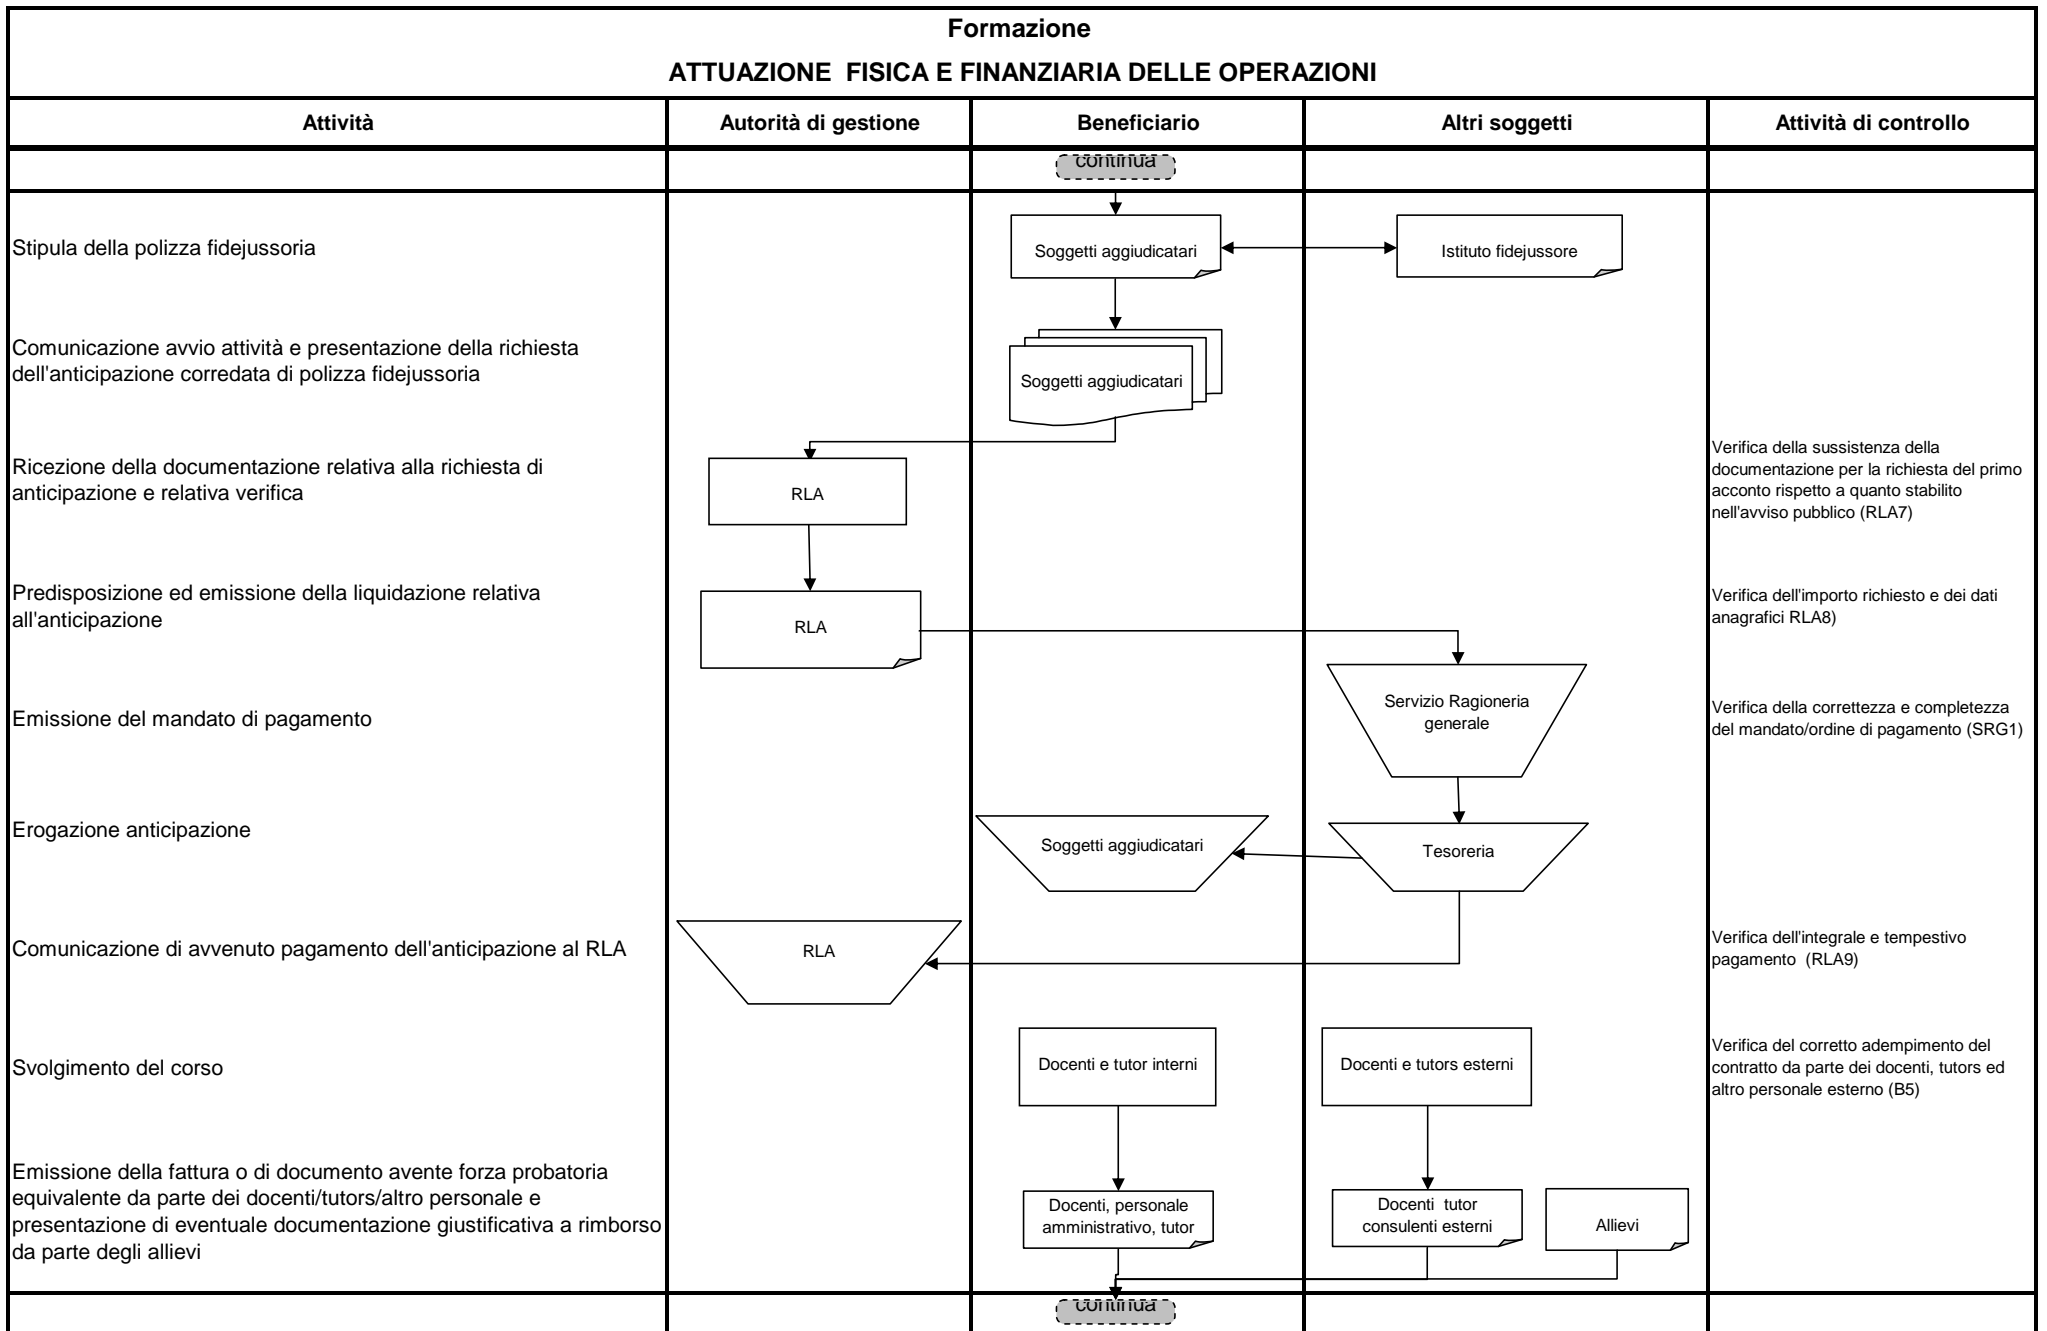 Formazione
ATTUAZIONE FISICA E FINANZIARIA DELLE OPERAZIONI
Attività
Autorità di gestione
Beneficiario
Altri soggetti
Attività di controllo
continua
Stipula della polizza fidejussoria
Soggetti aggiudicatari
Istituto fidejussore
Comunicazione avvio attività e presentazione della richiesta
dell'anticipazione corredata di polizza fidejussoria
Soggetti aggiudicatari
Ricezione della documentazione relativa alla richiesta di
anticipazione e relativa verifica
RLA
Verifica della sussistenza della
documentazione per la richiesta del primo
acconto rispetto a quanto stabilito
nell'avviso pubblico (RLA7)
Predisposizione ed emissione della liquidazione relativa
all'anticipazione
RLA
Verifica dell'importo richiesto e dei dati
anagrafici RLA8)
Emissione del mandato di pagamento
Servizio Ragioneria
generale
Verifica della correttezza e completezza
del mandato/ordine di pagamento (SRG1)
Erogazione anticipazione
Soggetti aggiudicatari
Tesoreria
Comunicazione di avvenuto pagamento dell'anticipazione al RLA
RLA
Verifica dell'integrale e tempestivo
pagamento (RLA9)
Svolgimento del corso
Docenti e tutor interni
Docenti e tutors esterni
Verifica del corretto adempimento del
contratto da parte dei docenti, tutors ed
altro personale esterno (B5)
Emissione della fattura o di documento avente forza probatoria
equivalente da parte dei docenti/tutors/altro personale e
presentazione di eventuale documentazione giustificativa a rimborso
da parte degli allievi
Docenti, personale
amministrativo, tutor
Docenti tutor
consulenti esterni
Allievi
continua